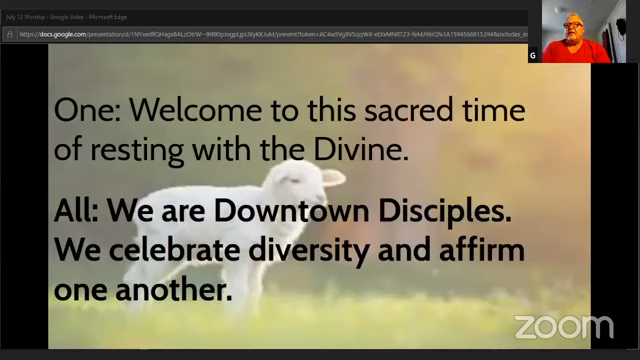 July 12 Worship - Google Slides - Microsoft Edge
G
One: Welcome to this sacred time
of resting with the Divine.
All: We are Downtown Disciples.
We celebrate diversity and affirm
one another.
zoom